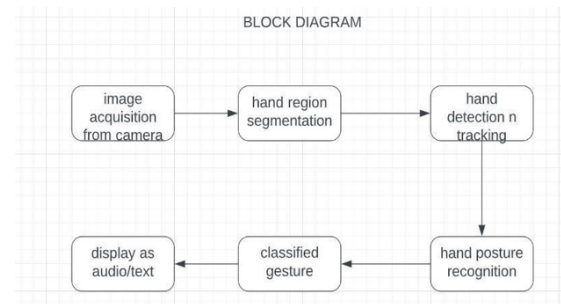 BLOCK DIAGRAM
image
acquisition
from camera
hand region
segmentation
hand
detection n
tracking
hand posture
recognition
classified
gesture
display as
audio/text